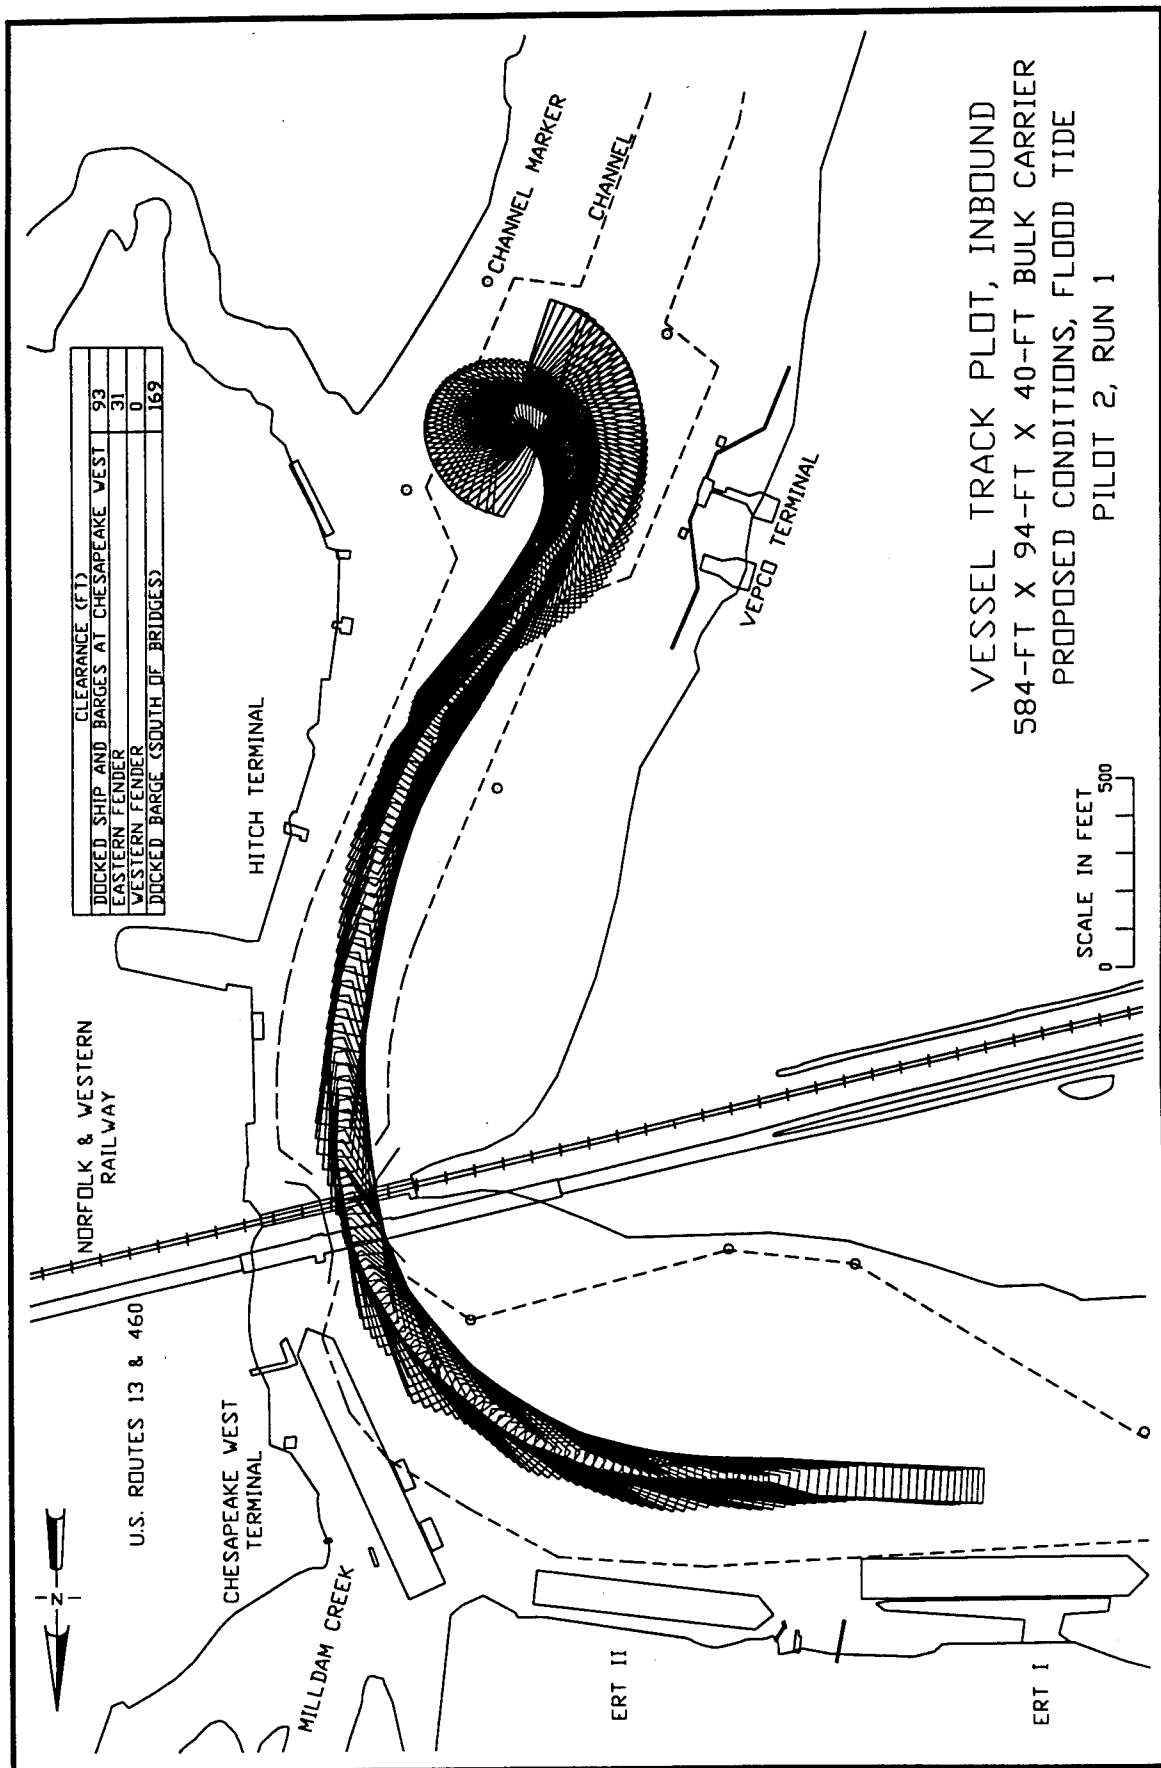 CLEARANCE (FT)
DOCKED SHIP AND BARGES AT CHESAPEAKE WEST 93
EASTERN FENDER 31
WESTERN FENDER 0
DOCKED BARGE (SOUTH OF BRIDGES) 169
CHANNEL MARKER
CHANNEL
HITCH TERMINAL
NORFOLK & WESTERN
RAILWAY
U.S. ROUTES 13 & 460
CHESAPEAKE WEST
TERMINAL
MILLDAM CREEK
N
VEPCO TERMINAL
ERT II
ERT I
SCALE IN FEET
0 500
VESSEL TRACK PLOT, INBOUND
584-FT X 94-FT X 40-FT BULK CARRIER
PROPOSED CONDITIONS, FLOOD TIDE
PILOT 2, RUN 1